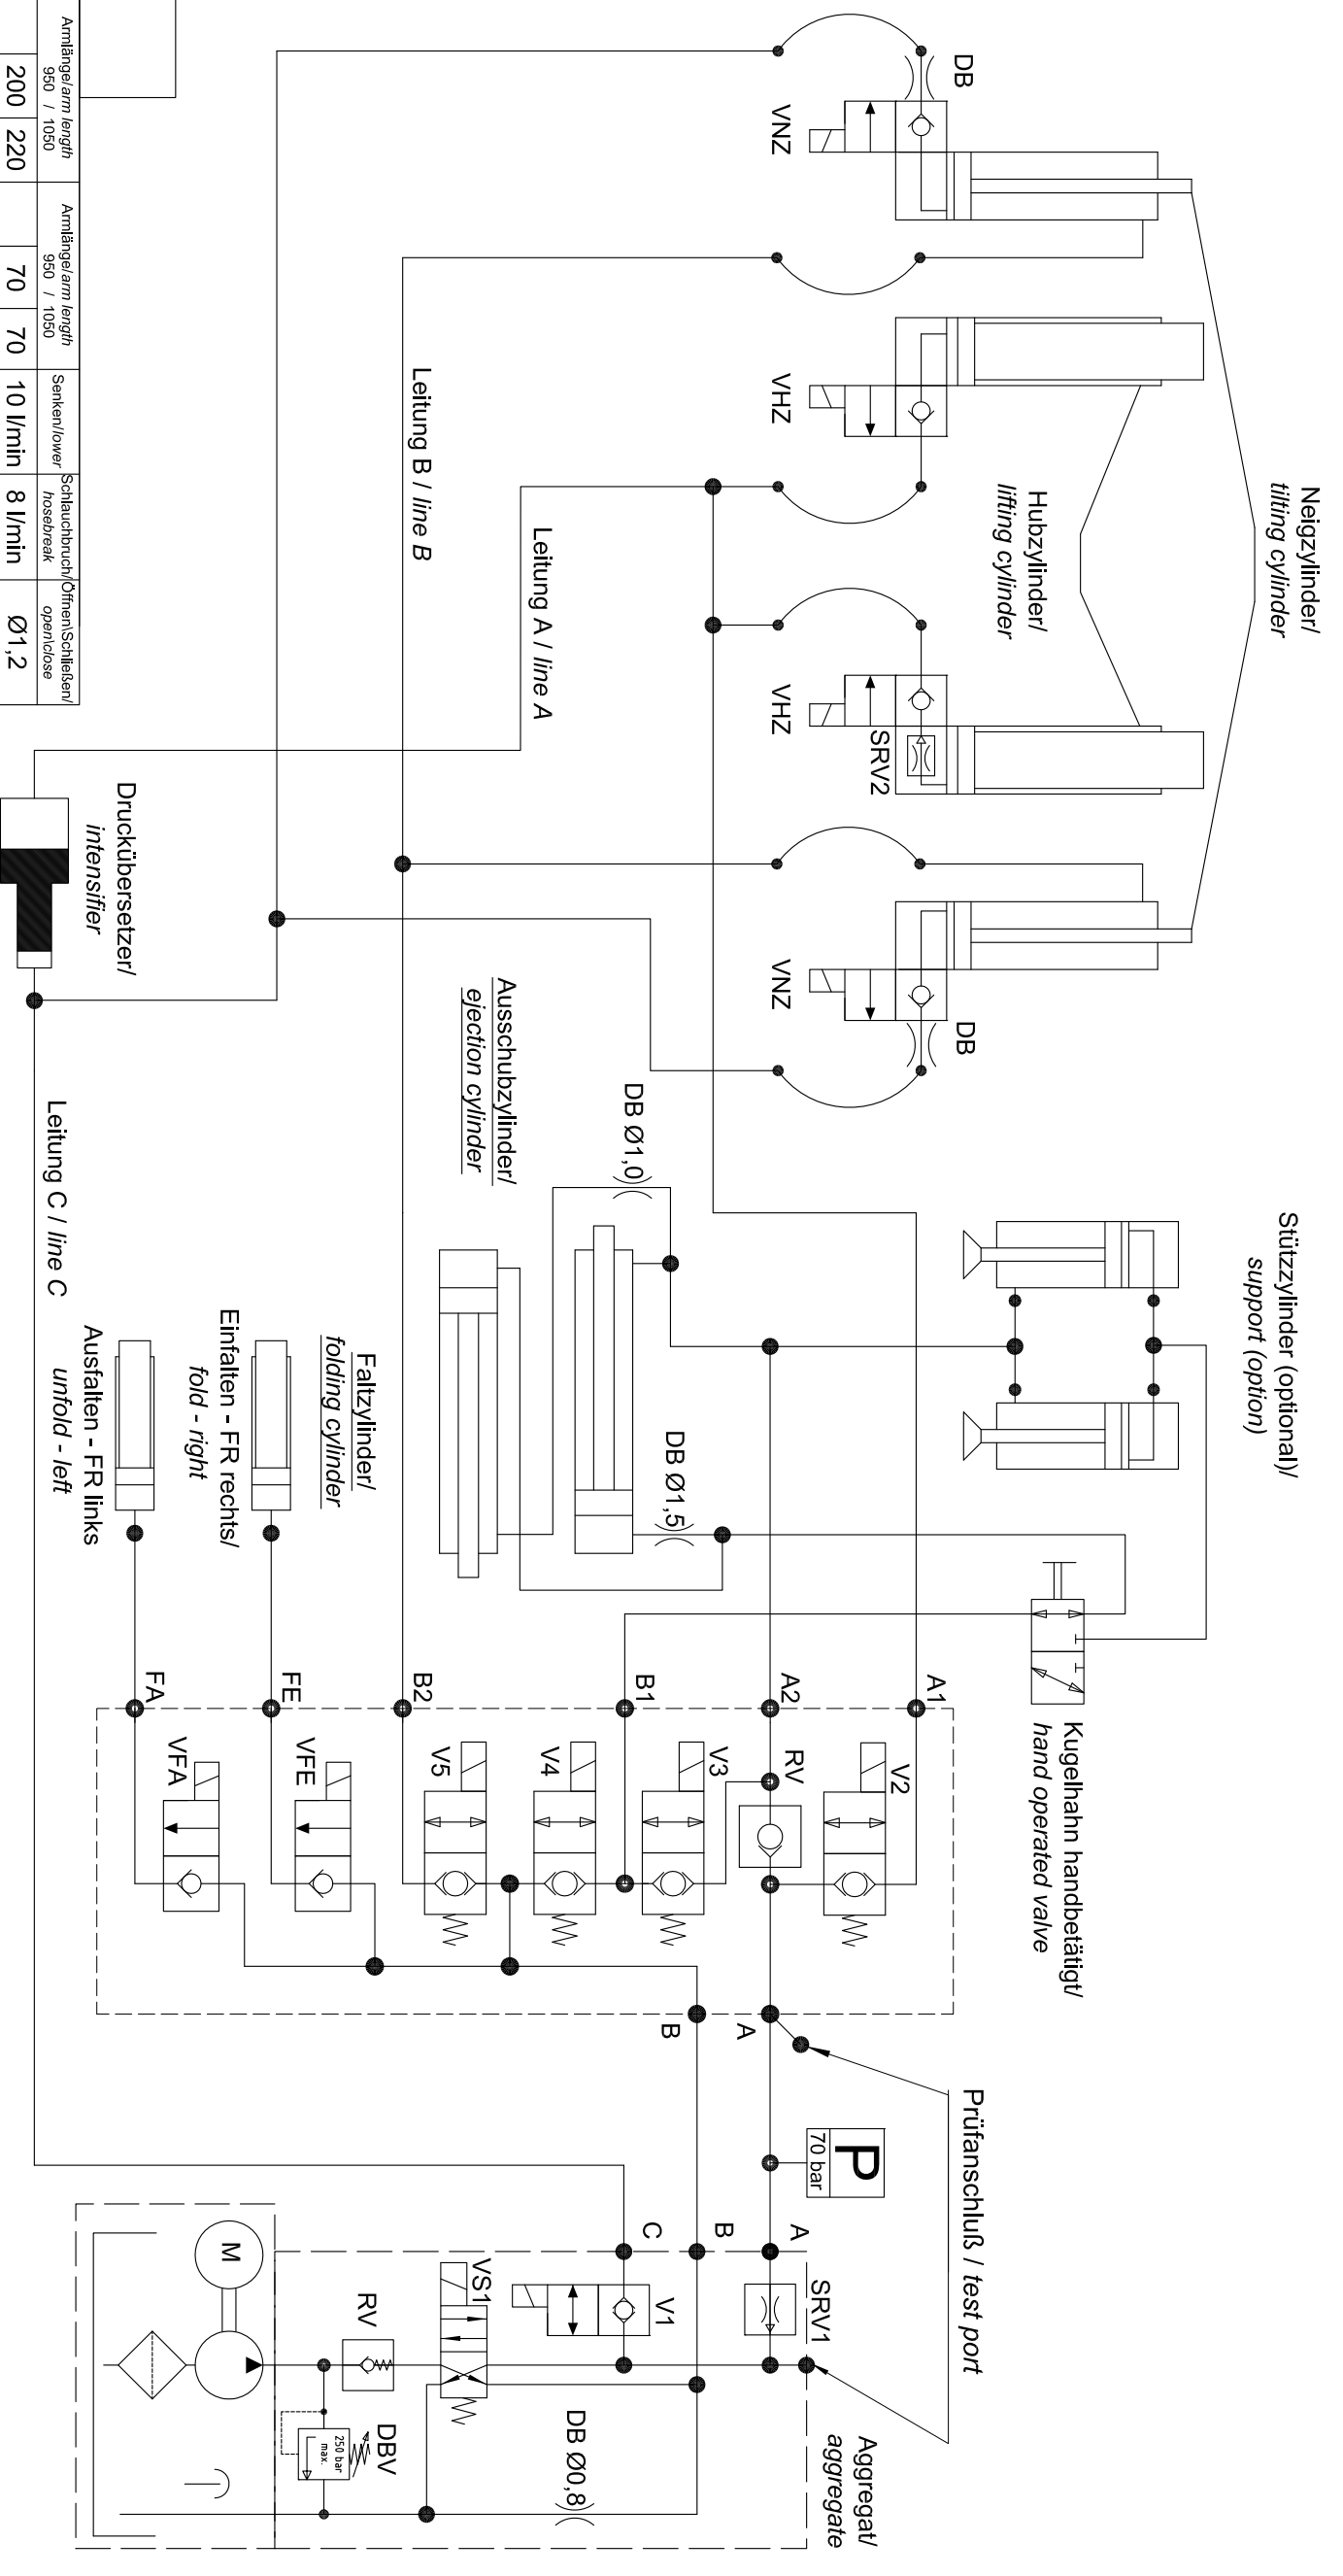 Neigzylinder/
tilting cylinder
Hubzylinder/
lifting cylinder
DB
VNZ
VHZ
VHZ
SRV2
VNZ
DB
Leitung B / line B
Leitung A / line A
Armlänge/arm length
950 / 1050
Armlänge/arm length
950 / 1050
Senken/lower
Schlauchbruch/
hosebreak
Öffnen\Schließen/
open\close
200
220
70
70
10 l/min
8 l/min
Ø1,2
Druckübersetzer/
intensifier
Leitung C / line C
Ausschubzylinder/
ejection cylinder
DB Ø1,0
DB Ø1,5
Stützzylinder (optional)/
support (option)
Faltzylinder/
folding cylinder
Einfalten - FR rechts/
fold - right
Ausfalten - FR links
unfold - left
Kugelhahn handbetätigt/
hand operated valve
A1
A2
B1
B2
FE
FA
V2
RV
V3
V4
V5
VFE
VFA
A
B
Prüfanschluß / test port
P
70 bar
A
B
C
SRV1
V1
VS1
RV
M
DBV
250 bar
max.
DB Ø0,8
Aggregat/
aggregate